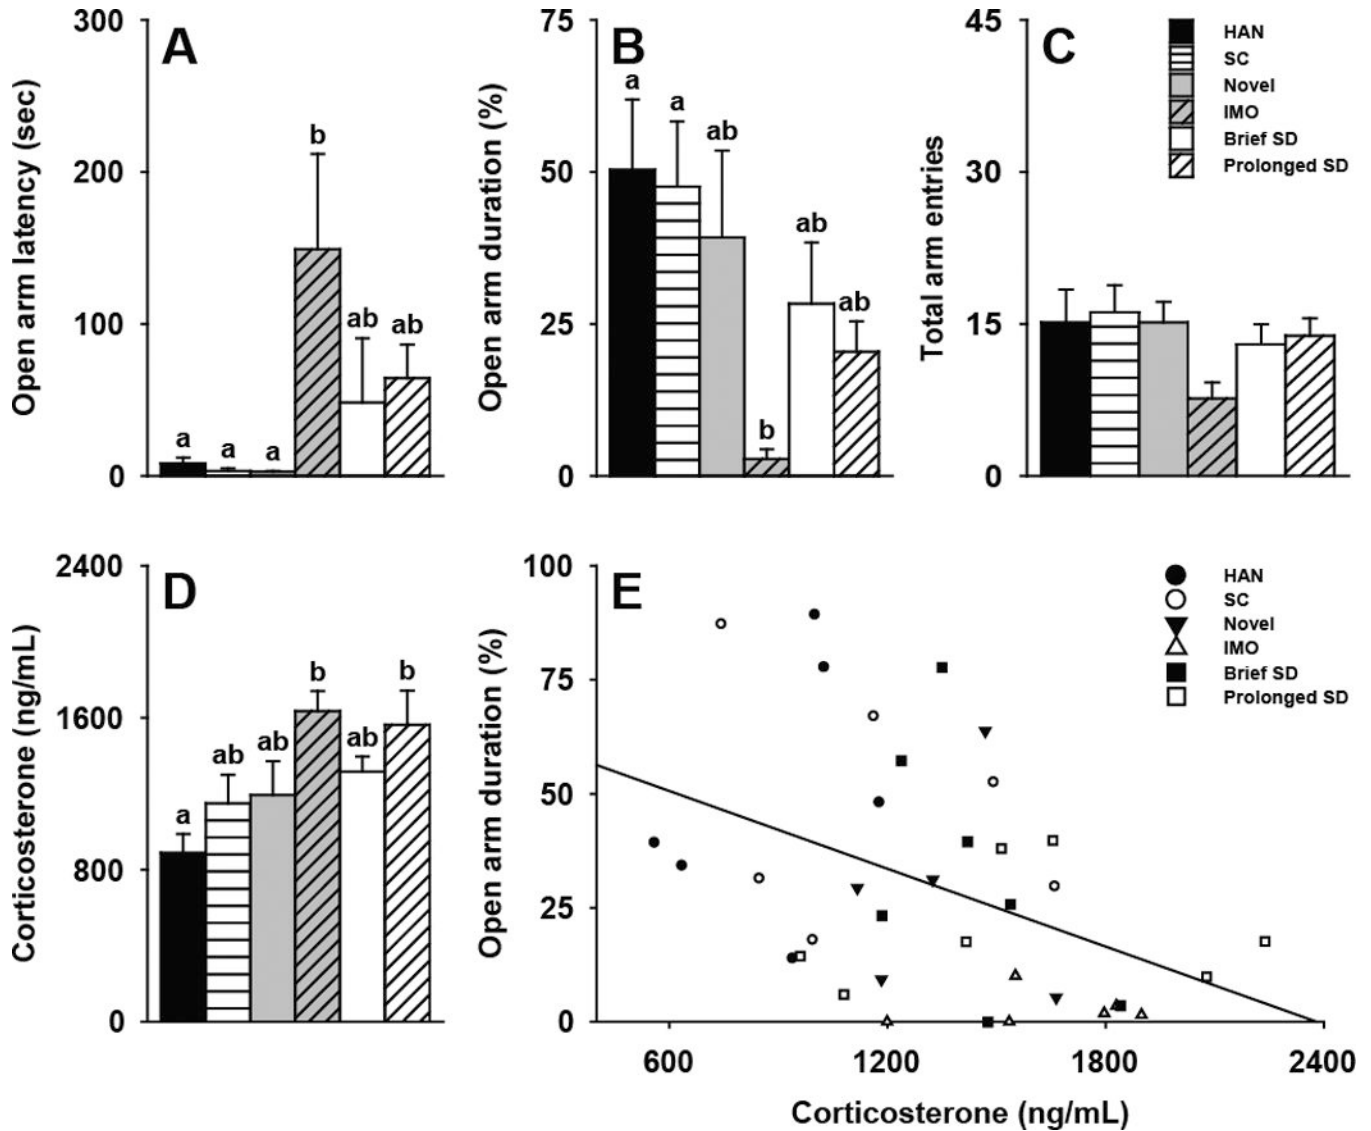 A
Open arm latency (sec)
300
200
100
0
a
a
a
b
ab
ab
B
Open arm duration (%)
75
50
25
0
a
a
ab
b
ab
ab
C
Total arm entries
45
30
15
0
HAN
SC
Novel
IMO
Brief SD
Prolonged SD
D
Corticosterone (ng/mL)
2400
1600
800
0
a
ab
ab
b
ab
b
E
Open arm duration (%)
100
75
50
25
0
HAN
SC
Novel
IMO
Brief SD
Prolonged SD
600
1200
1800
2400
Corticosterone (ng/mL)